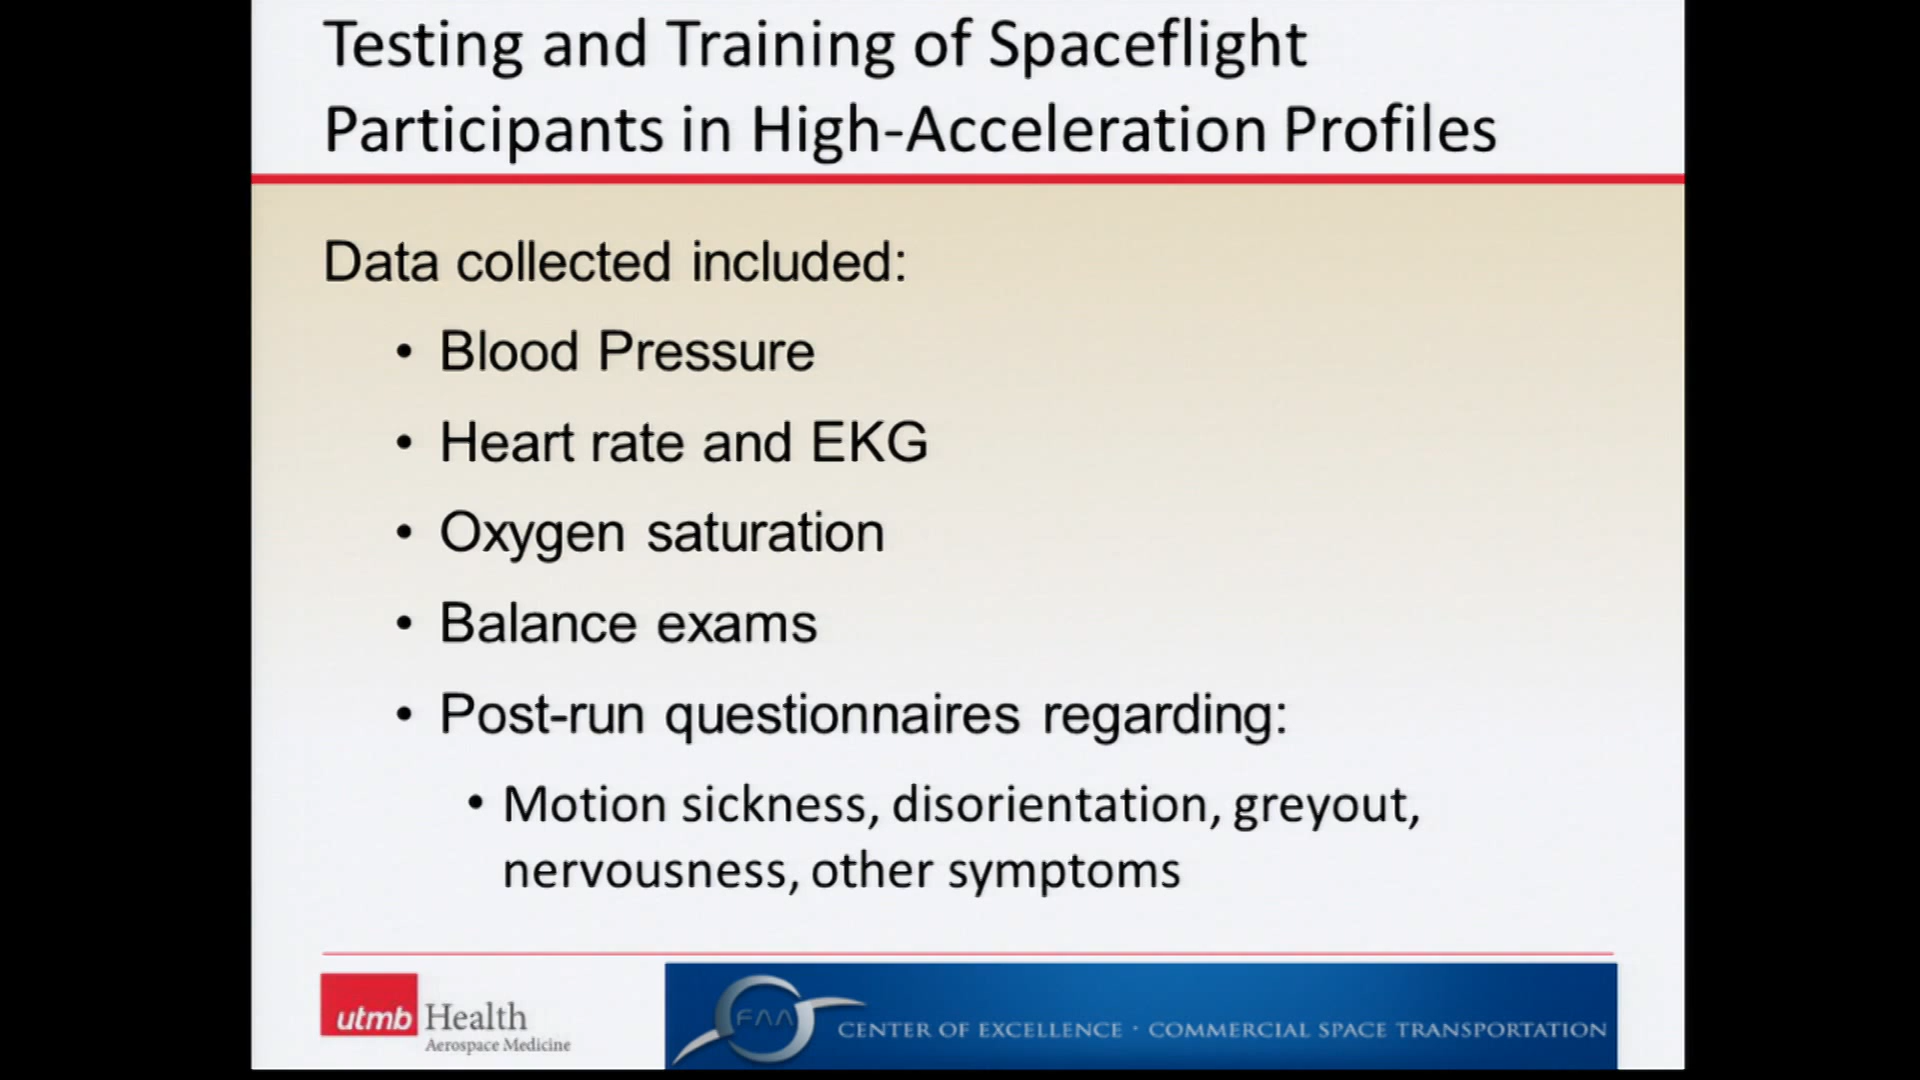 Testing and Training of Spaceflight
Participants in High-Acceleration Profiles
Data collected included:
• Blood Pressure
• Heart rate and EKG
• Oxygen saturation
• Balance exams
• Post-run questionnaires regarding:
• Motion sickness, disorientation, greyout,
nervousness, other symptoms
utmb Health
Aerospace Medicine
FAA
CENTER OF EXCELLENCE · COMMERCIAL SPACE TRANSPORTATION